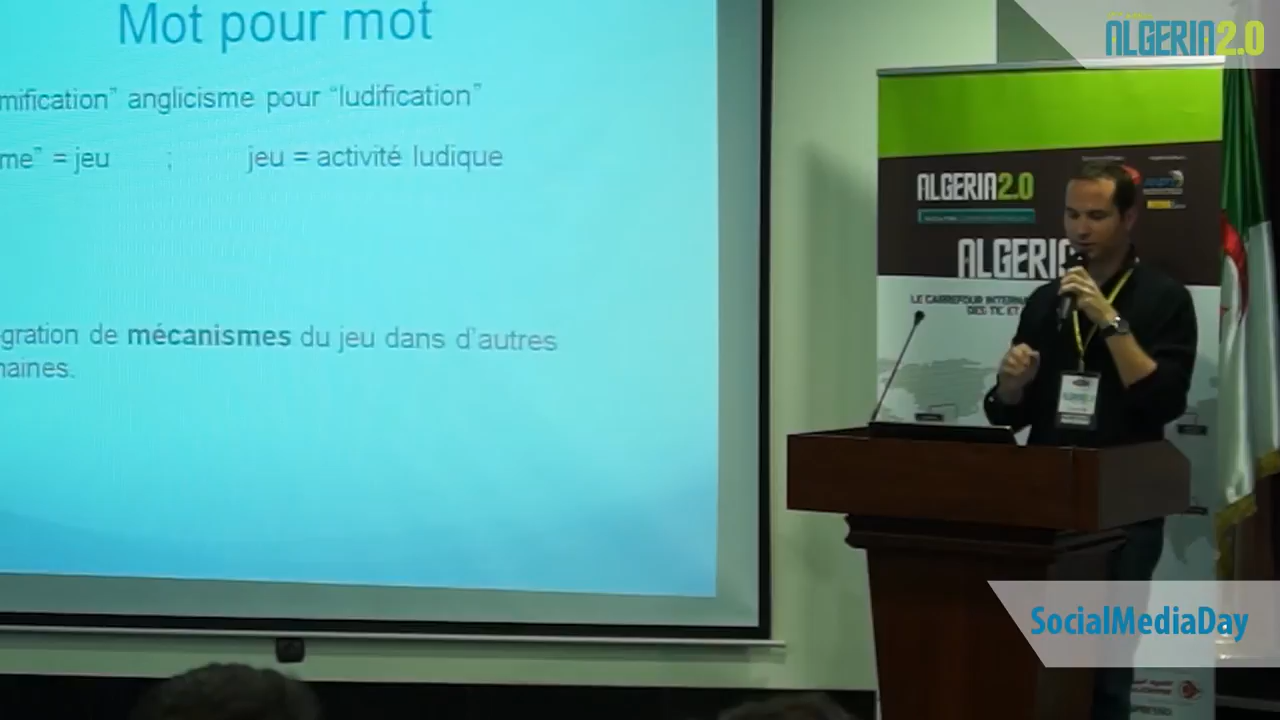 Mot pour mot
mification” anglicisme pour “ludification”
me” = jeu ; jeu = activité ludique
gration de mécanismes du jeu dans d’autres
maines.
ALGERIA2.0
ALGERIA2.0
ALGERIA
LE CARREFOUR INTERNA
DES TIC ET
SocialMediaDay